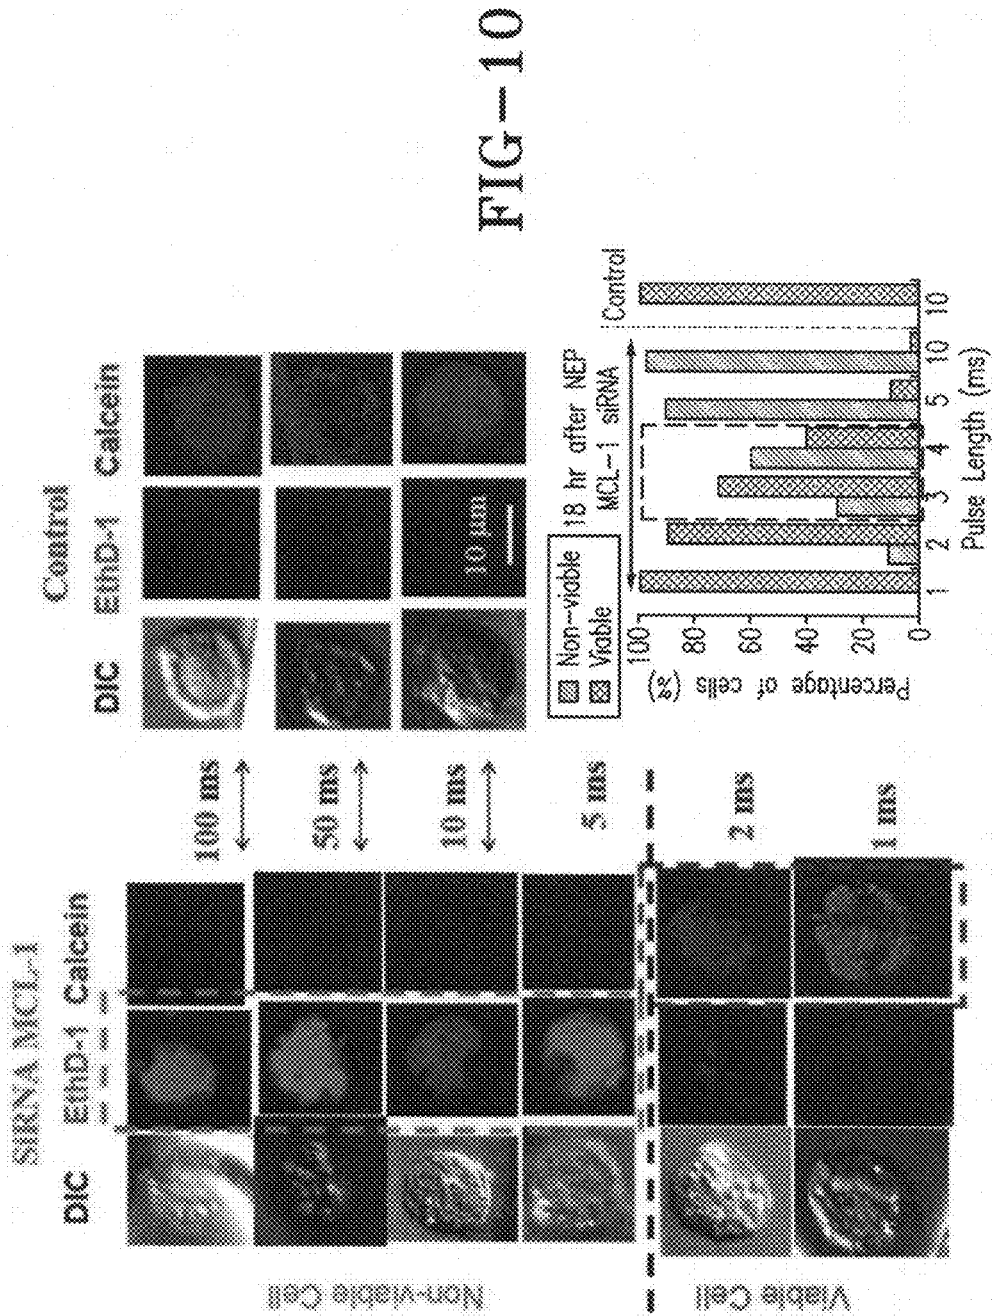 SiRNA MCL-1
DIC EthD-1 Calcein
Non-viable Cell
Viable Cell
100 ms
50 ms
10 ms
5 ms
2 ms
1 ms
Control
DIC EthD-1 Calcein
10 µm
Non-viable
Viable
18 hr after NEP
MCL-1 siRNA
Control
Percentage of cells (%)
100
80
60
40
20
0
1 2 3 4 5 10 10
Pulse Length (ms)
FIG-10